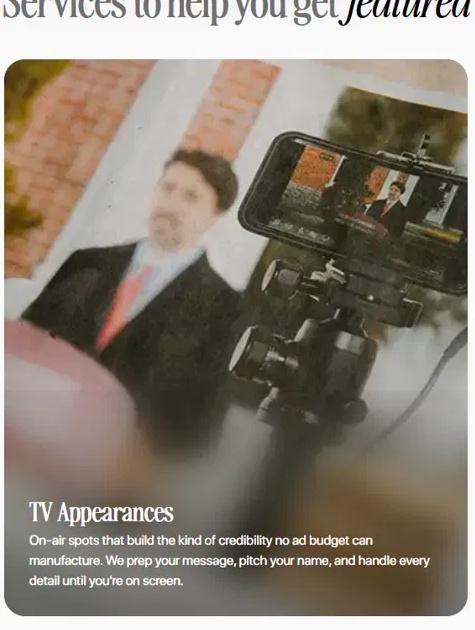 Services to help you get featured
TV Appearances
On-air spots that build the kind of credibility no ad budget can
manufacture. We prep your message, pitch your name, and handle every
detail until you're on screen.